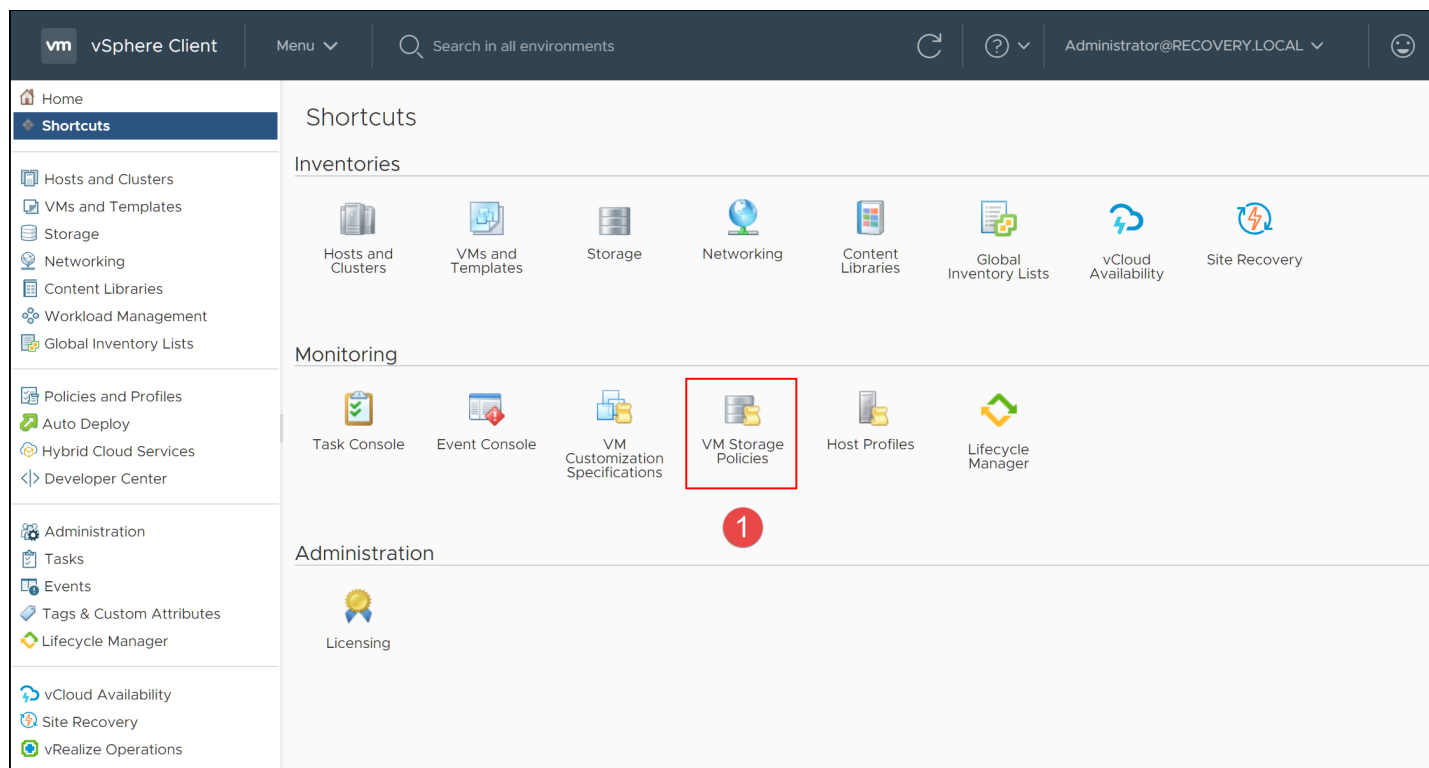 vm vSphere Client Menu Search in all environments ? Administrator@RECOVERY.LOCAL
Home
Shortcuts
Hosts and Clusters
VMs and Templates
Storage
Networking
Content Libraries
Workload Management
Global Inventory Lists
Policies and Profiles
Auto Deploy
Hybrid Cloud Services
Developer Center
Administration
Tasks
Events
Tags & Custom Attributes
Lifecycle Manager
vCloud Availability
Site Recovery
vRealize Operations
Shortcuts
Inventories
Hosts and
Clusters
VMs and
Templates
Storage
Networking
Content
Libraries
Global
Inventory Lists
vCloud
Availability
Site Recovery
Monitoring
Task Console
Event Console
VM
Customization
Specifications
VM Storage
Policies
Host Profiles
Lifecycle
Manager
1
Administration
Licensing